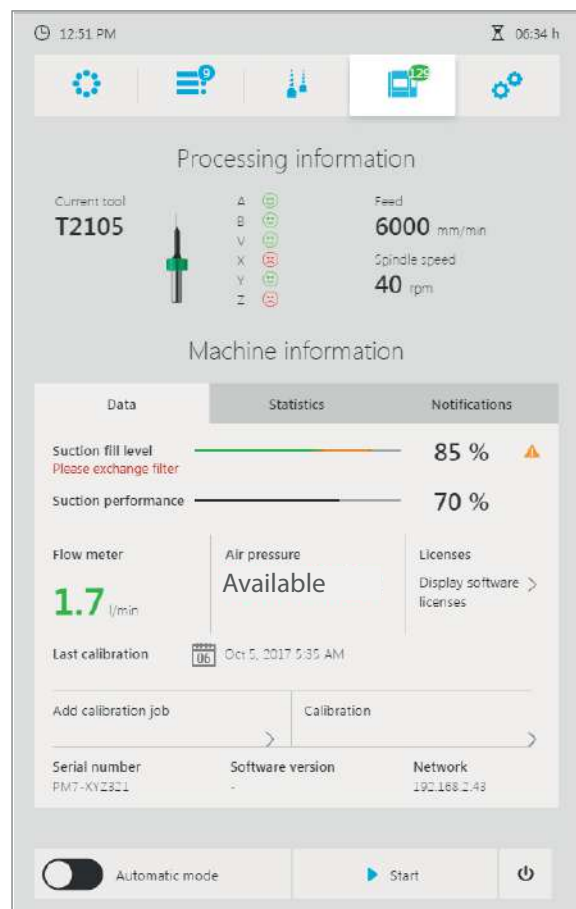 12:51 PM
06:34 h
9
129
Processing information
Current tool
T2105
A
B
V
X
Y
Z
Feed
6000 mm/min
Spindle speed
40 rpm
Machine information
Data Statistics Notifications
Suction fill level 85 %
Please exchange filter
Suction performance 70 %
Flow meter
1.7 l/min
Air pressure
Available
Licenses
Display software
licenses
Last calibration 06 Oct 5, 2017 5:35 AM
Add calibration job
Calibration
Serial number
PM7-XYZ321
Software version
-
Network
192.168.2.43
Automatic mode
Start